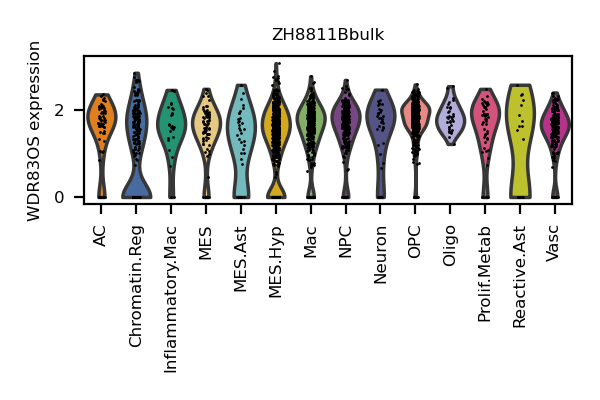 ZH8811Bbulk
WDR83OS expression
2
0
AC
Chromatin.Reg
Inflammatory.Mac
MES
MES.Ast
MES.Hyp
Mac
NPC
Neuron
OPC
Oligo
Prolif.Metab
Reactive.Ast
Vasc